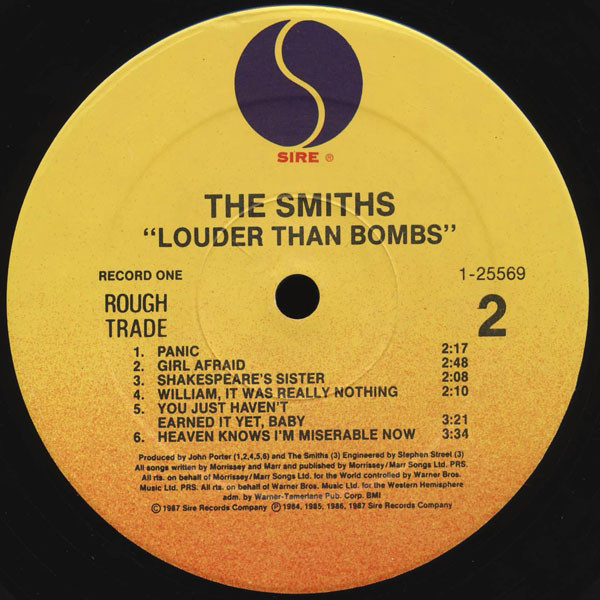 SIRE ®
THE SMITHS
"LOUDER THAN BOMBS"
RECORD ONE 1-25569
ROUGH TRADE 2
1. PANIC 2:17
2. GIRL AFRAID 2:48
3. SHAKESPEARE'S SISTER 2:08
4. WILLIAM, IT WAS REALLY NOTHING 2:10
5. YOU JUST HAVEN'T
EARNED IT YET, BABY 3:21
6. HEAVEN KNOWS I'M MISERABLE NOW 3:34
Produced by John Porter (1,2,4,5,6) and The Smiths (3) Engineered by Stephen Street (3)
All songs written by Morrissey and Marr and published by Morrissey/Marr Songs Ltd. PRS.
All rts. on behalf of Morrissey/Marr Songs Ltd. for the World controlled by Warner Bros.
Music Ltd. PRS. All rts. on behalf of Warner Bros. Music Ltd. for the Western Hemisphere
adm. by Warner-Tamerlane Pub. Corp. BMI
© 1987 Sire Records Company ℗ 1984, 1985, 1986, 1987 Sire Records Company